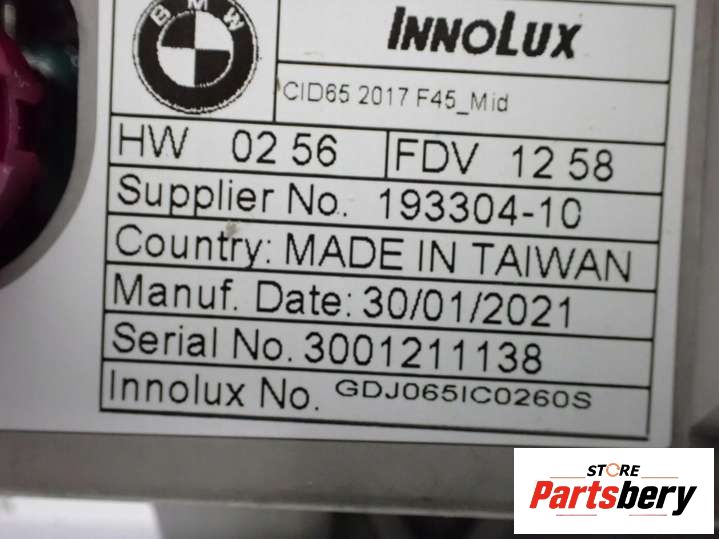 BMW
INNOLUX
CID65 2017 F45_Mid
HW 02 56 FDV 12 58
Supplier No. 193304-10
Country: MADE IN TAIWAN
Manuf. Date: 30/01/2021
Serial No. 3001211138
Innolux No. GDJ065IC0260S
STORE
Partsbery